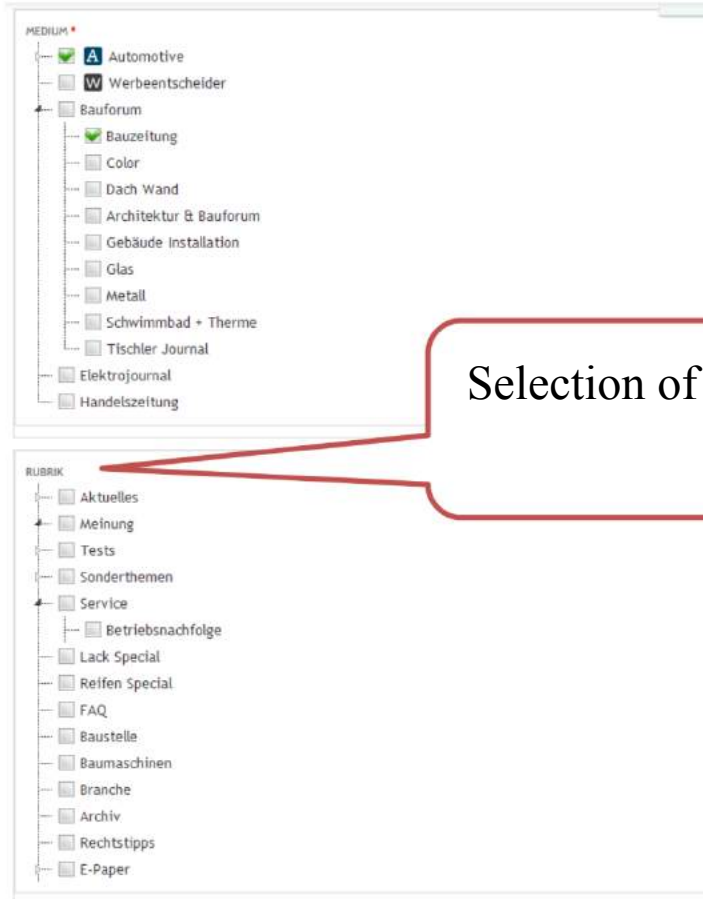 MEDIUM *
A Automotive
W Werbeentscheider
Bauforum
Bauzeitung
Color
Dach Wand
Architektur & Bauforum
Gebäude Installation
Glas
Metall
Schwimmbad + Therme
Tischler Journal
Elektrojournal
Handelszeitung
Selection of
RUBRIK
Aktuelles
Meinung
Tests
Sonderthemen
Service
Betriebsnachfolge
Lack Special
Reifen Special
FAQ
Baustelle
Baumaschinen
Branche
Archiv
Rechtstipps
E-Paper